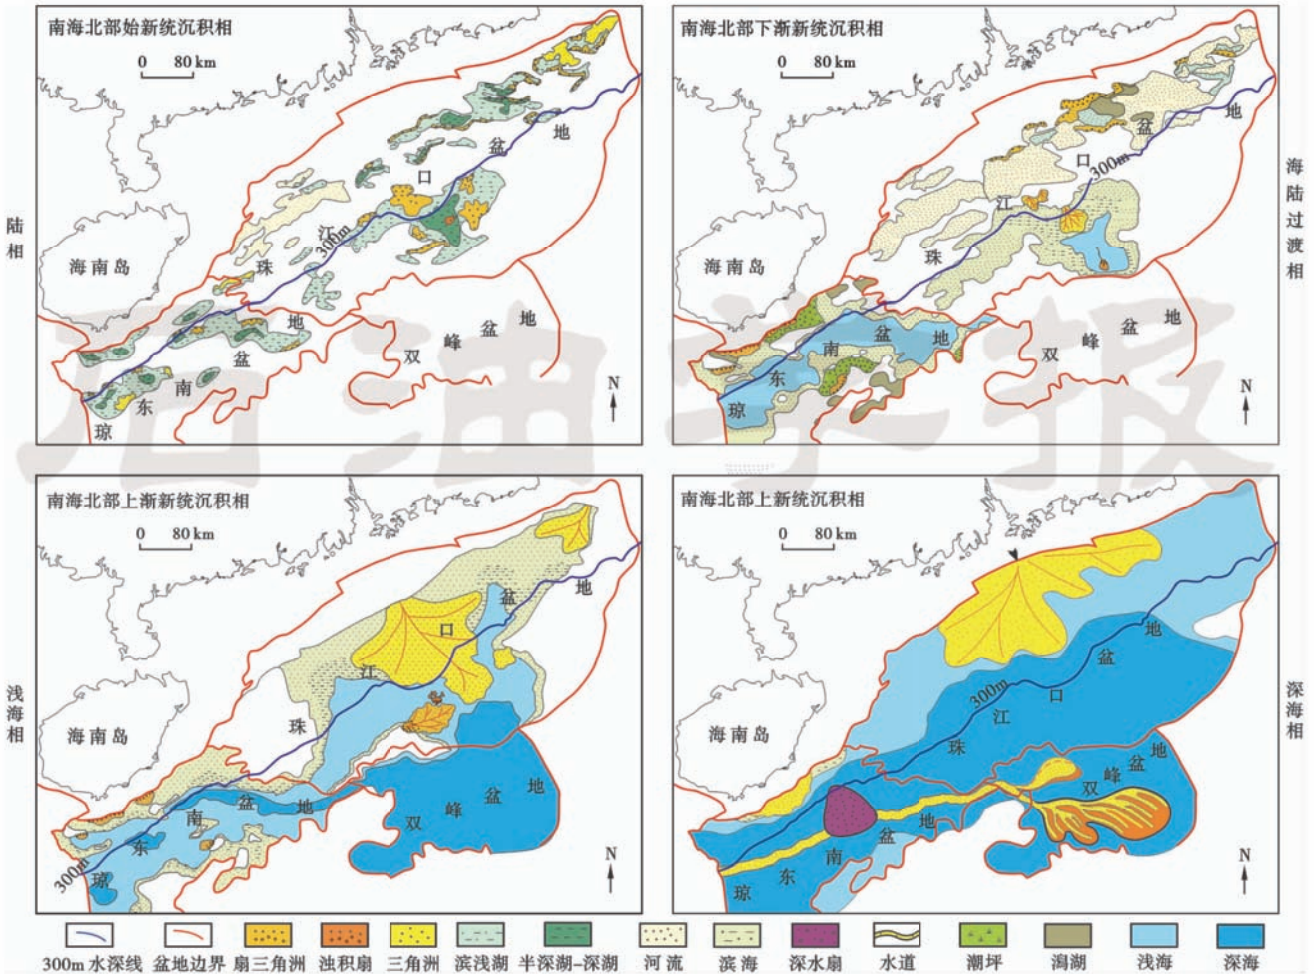 南海北部始新统沉积相
0 80 km
盆
地
口
江
300m
珠
海南岛
地
盆
南
东
琼
双
峰
盆
地
N
陆相
南海北部下渐新统沉积相
0 80 km
盆
地
口
300m
江
珠
海南岛
盆
地
南
东
琼
双
峰
盆
地
N
海陆过渡相
南海北部上渐新统沉积相
0 80 km
盆
地
口
江
珠
海南岛
盆
地
南
东
琼
300m
双
峰
盆
地
N
浅海相
南海北部上新统沉积相
0 80 km
地
盆
口
300m
江
珠
海南岛
地
盆
峰
双
地
盆
南
东
琼
N
深海相
石油学报
300m 水深线 盆地边界 扇三角洲 浊积扇 三角洲 滨浅湖 半深湖-深湖 河流 滨海 深水扇 水道 潮坪 潟湖 浅海 深海